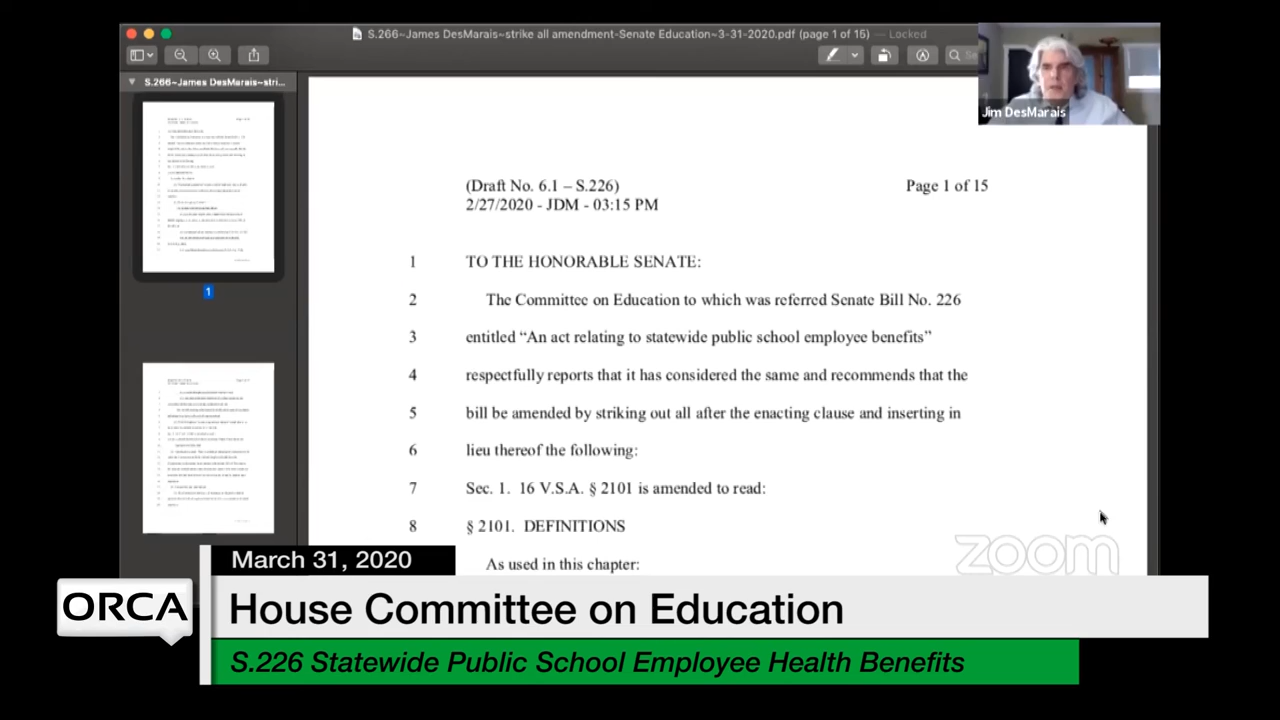 S.266~James DesMarais~strike all amendment-Senate Education~3-31-2020.pdf (page 1 of 15) — Locked
S.266~James DesMarais~stri...
Jim DesMarais
(Draft No. 6.1 – S.226)
Page 1 of 15
2/27/2020 - JDM - 03:15 PM
1 TO THE HONORABLE SENATE:
2 The Committee on Education to which was referred Senate Bill No. 226
3 entitled “An act relating to statewide public school employee benefits”
4 respectfully reports that it has considered the same and recommends that the
5 bill be amended by striking out all after the enacting clause and inserting in
6 lieu thereof the following:
7 Sec. 1. 16 V.S.A. § 2101 is amended to read:
8 § 2101. DEFINITIONS
As used in this chapter:
1
zoom
March 31, 2020
ORCA
House Committee on Education
S.226 Statewide Public School Employee Health Benefits